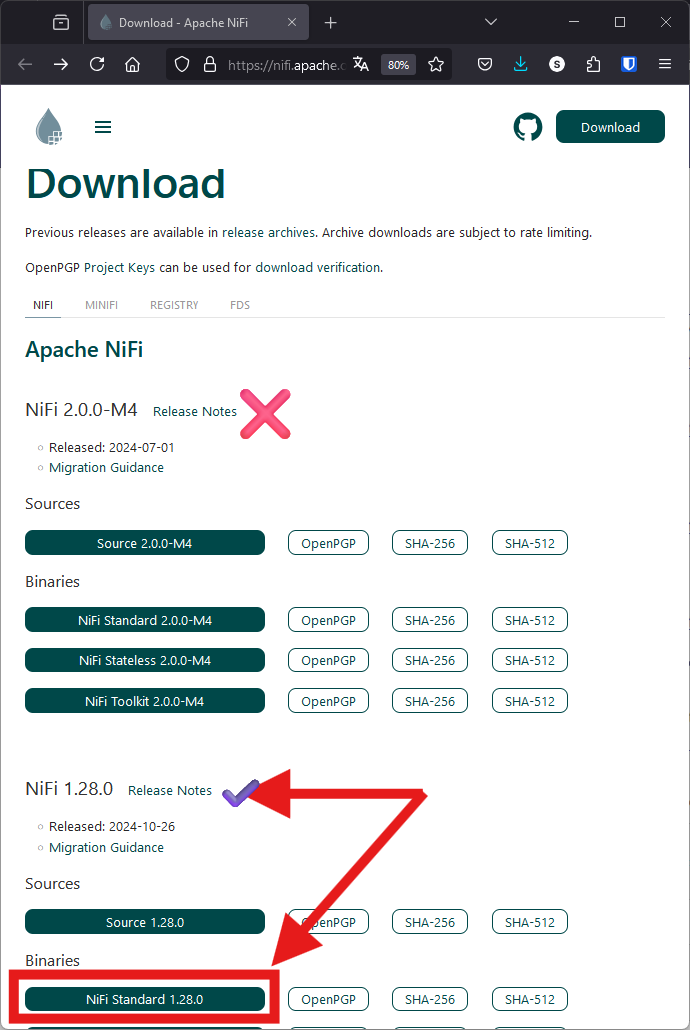 Download - Apache NiFi
https://nifi.apache.o 80% S
Download
Download
Previous releases are available in release archives. Archive downloads are subject to rate limiting.
OpenPGP Project Keys can be used for download verification.
NIFI MINIFI REGISTRY FDS
Apache NiFi
NiFi 2.0.0-M4 Release Notes
Released: 2024-07-01
Migration Guidance
Sources
Source 2.0.0-M4 OpenPGP SHA-256 SHA-512
Binaries
NiFi Standard 2.0.0-M4 OpenPGP SHA-256 SHA-512
NiFi Stateless 2.0.0-M4 OpenPGP SHA-256 SHA-512
NiFi Toolkit 2.0.0-M4 OpenPGP SHA-256 SHA-512
NiFi 1.28.0 Release Notes
Released: 2024-10-26
Migration Guidance
Sources
Source 1.28.0 OpenPGP SHA-256 SHA-512
Binaries
NiFi Standard 1.28.0 OpenPGP SHA-256 SHA-512